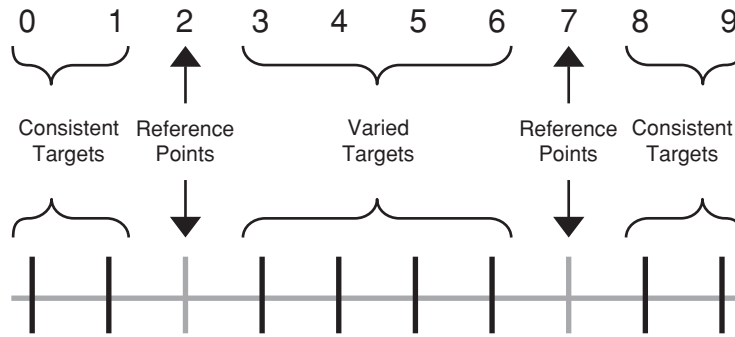 0 1 2 3 4 5 6 7 8 9
Consistent Reference Varied Reference Consistent
Targets Points Targets Points Targets